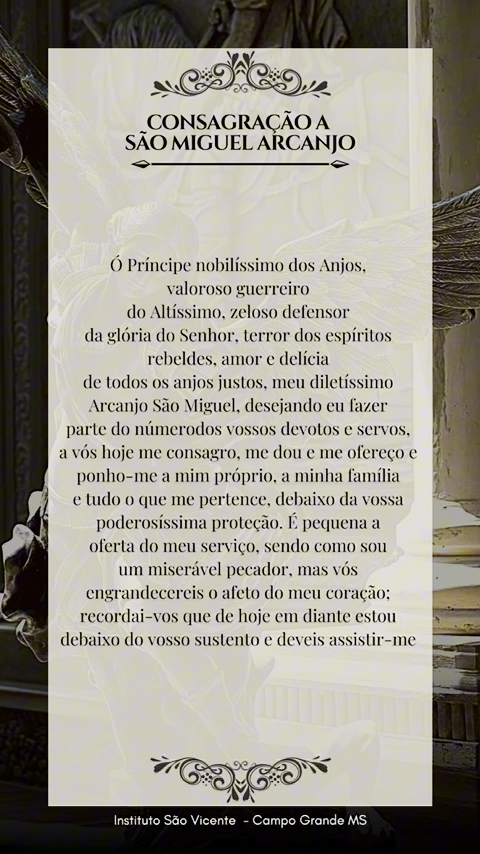 CONSAGRAÇÃO A
SÃO MIGUEL ARCANJO
Ó Príncipe nobilíssimo dos Anjos,
valoroso guerreiro
do Altíssimo, zeloso defensor
da glória do Senhor, terror dos espíritos
rebeldes, amor e delícia
de todos os anjos justos, meu diletíssimo
Arcanjo São Miguel, desejando eu fazer
parte do númerodos vossos devotos e servos,
a vós hoje me consagro, me dou e me ofereço e
ponho-me a mim próprio, a minha família
e tudo o que me pertence, debaixo da vossa
poderosíssima proteção. É pequena a
oferta do meu serviço, sendo como sou
um miserável pecador, mas vós
engrandecereis o afeto do meu coração;
recordai-vos que de hoje em diante estou
debaixo do vosso sustento e deveis assistir-me
Instituto São Vicente - Campo Grande MS